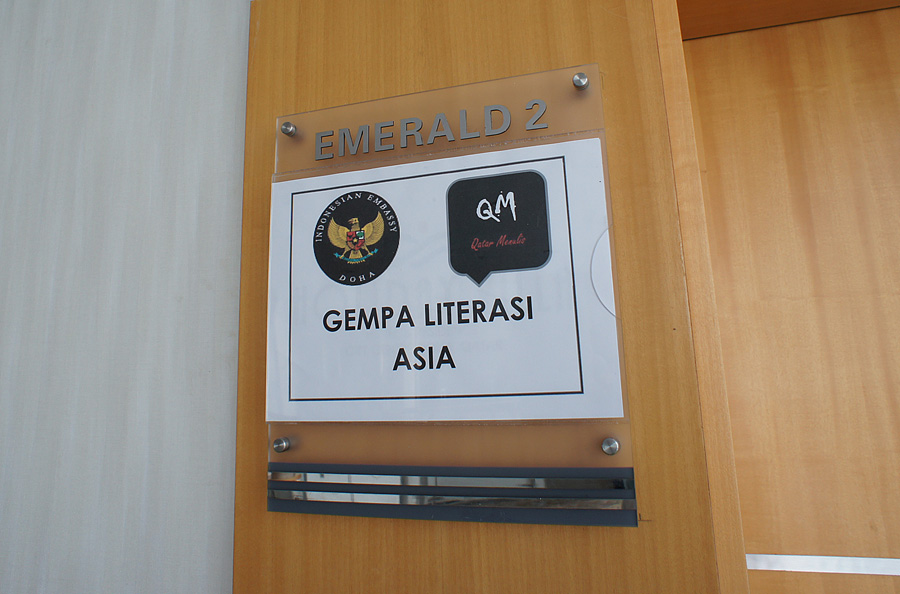 EMERALD 2
INDONESIAN EMBASSY
DOHA
QM
Qatar Menulis
GEMPA LITERASI
ASIA